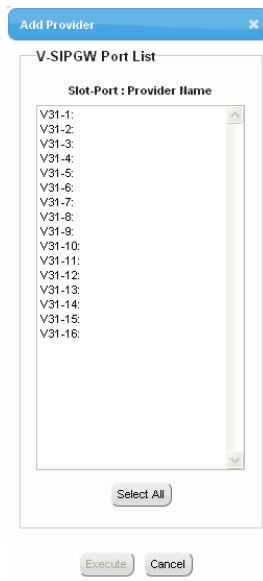 Add Provider
V-SIPGW Port List
Slot-Port : Provider Name
V31-1:
V31-2:
V31-3:
V31-4:
V31-5:
V31-6:
V31-7:
V31-8:
V31-9:
V31-10:
V31-11:
V31-12:
V31-13:
V31-14:
V31-15:
V31-16:
Select All
Execute Cancel